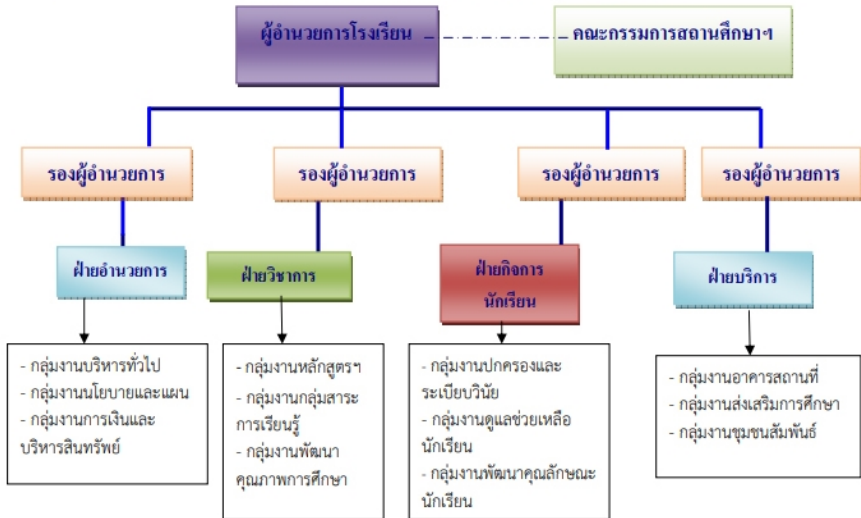 ผู้อำนวยการโรงเรียน
คณะกรรมการสถานศึกษาฯ
รองผู้อำนวยการ
รองผู้อำนวยการ
รองผู้อำนวยการ
รองผู้อำนวยการ
ฝ่ายอำนวยการ
ฝ่ายวิชาการ
ฝ่ายกิจการ
นักเรียน
ฝ่ายบริการ
- กลุ่มงานบริหารทั่วไป
- กลุ่มงานนโยบายและแผน
- กลุ่มงานการเงินและ
บริหารสินทรัพย์
- กลุ่มงานหลักสูตรฯ
- กลุ่มงานกลุ่มสาระ
การเรียนรู้
- กลุ่มงานพัฒนา
คุณภาพการศึกษา
- กลุ่มงานปกครองและ
ระเบียบวินัย
- กลุ่มงานดูแลช่วยเหลือ
นักเรียน
- กลุ่มงานพัฒนาคุณลักษณะ
นักเรียน
- กลุ่มงานอาคารสถานที่
- กลุ่มงานส่งเสริมการศึกษา
- กลุ่มงานชุมชนสัมพันธ์